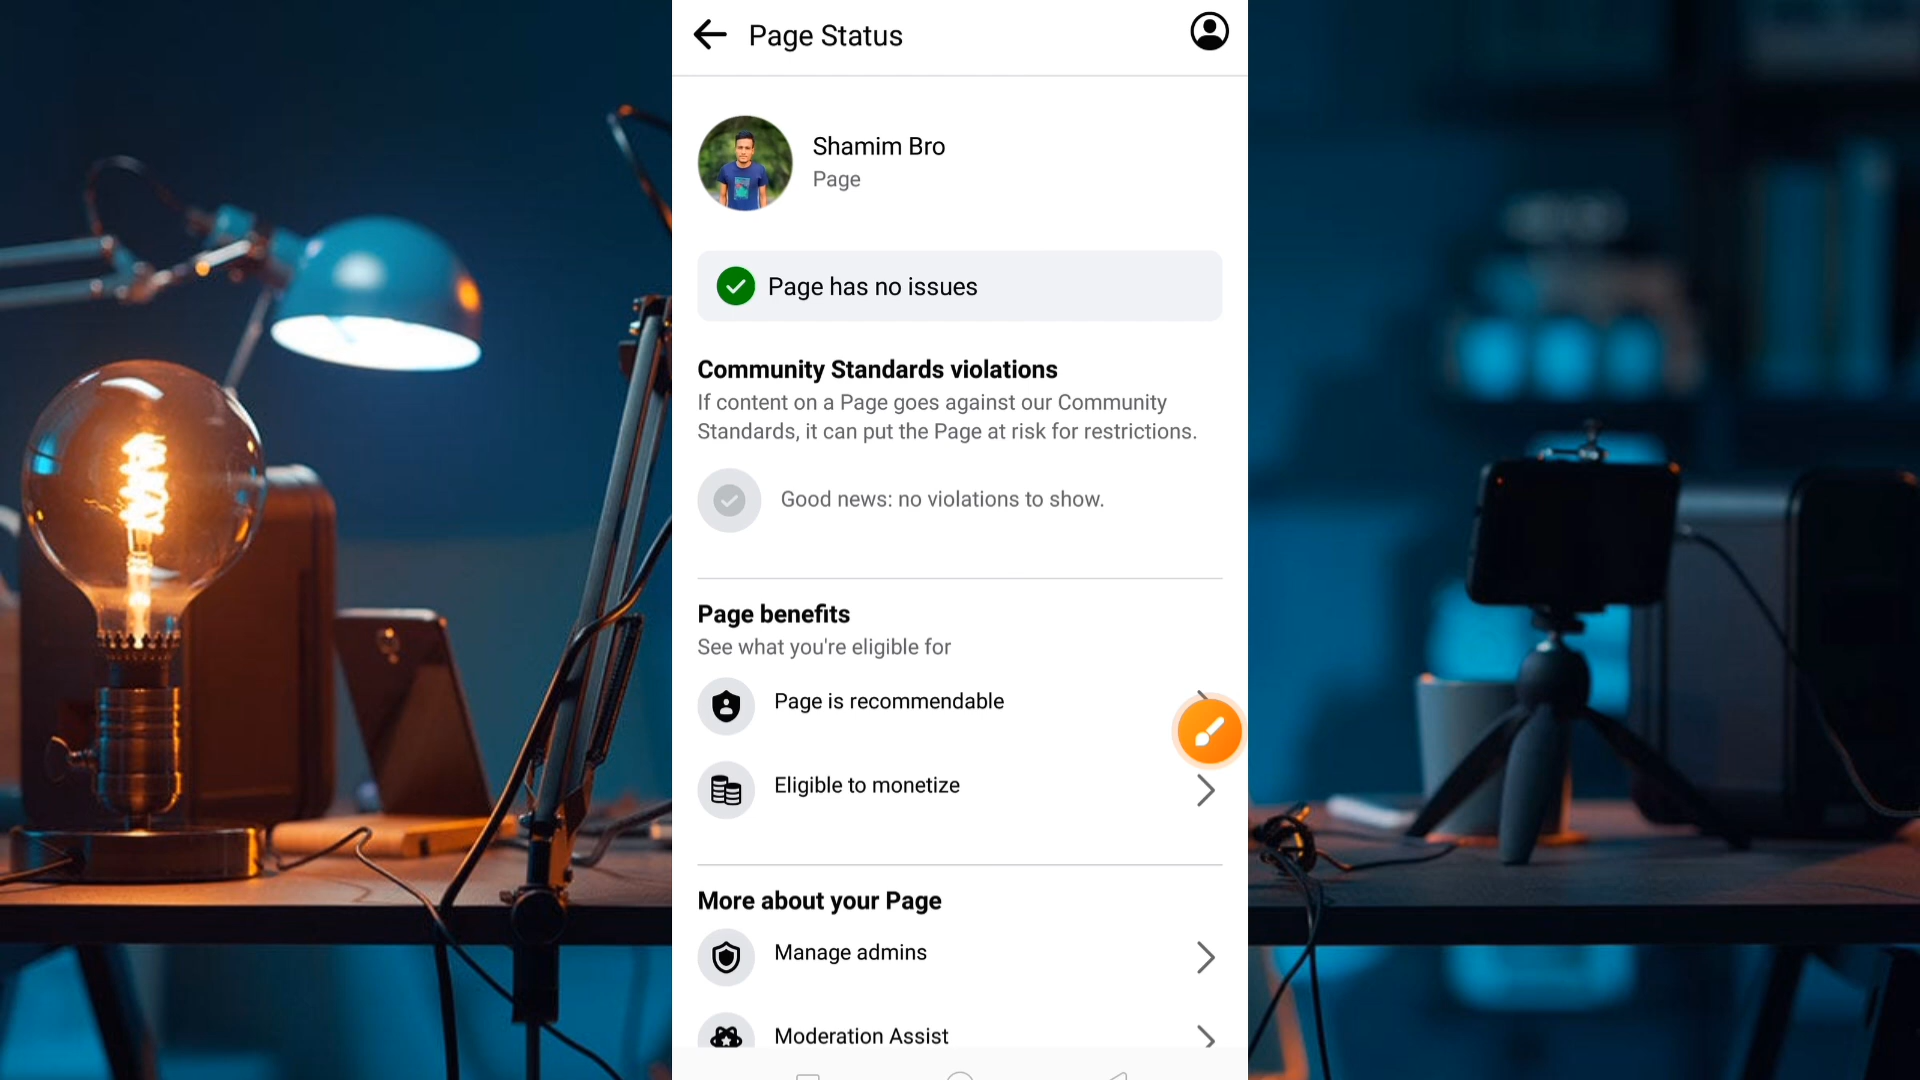 Page Status
Shamim Bro
Page
Page has no issues
Community Standards violations
If content on a Page goes against our Community
Standards, it can put the Page at risk for restrictions.
Good news: no violations to show.
Page benefits
See what you're eligible for
Page is recommendable
Eligible to monetize
More about your Page
Manage admins
Moderation Assist